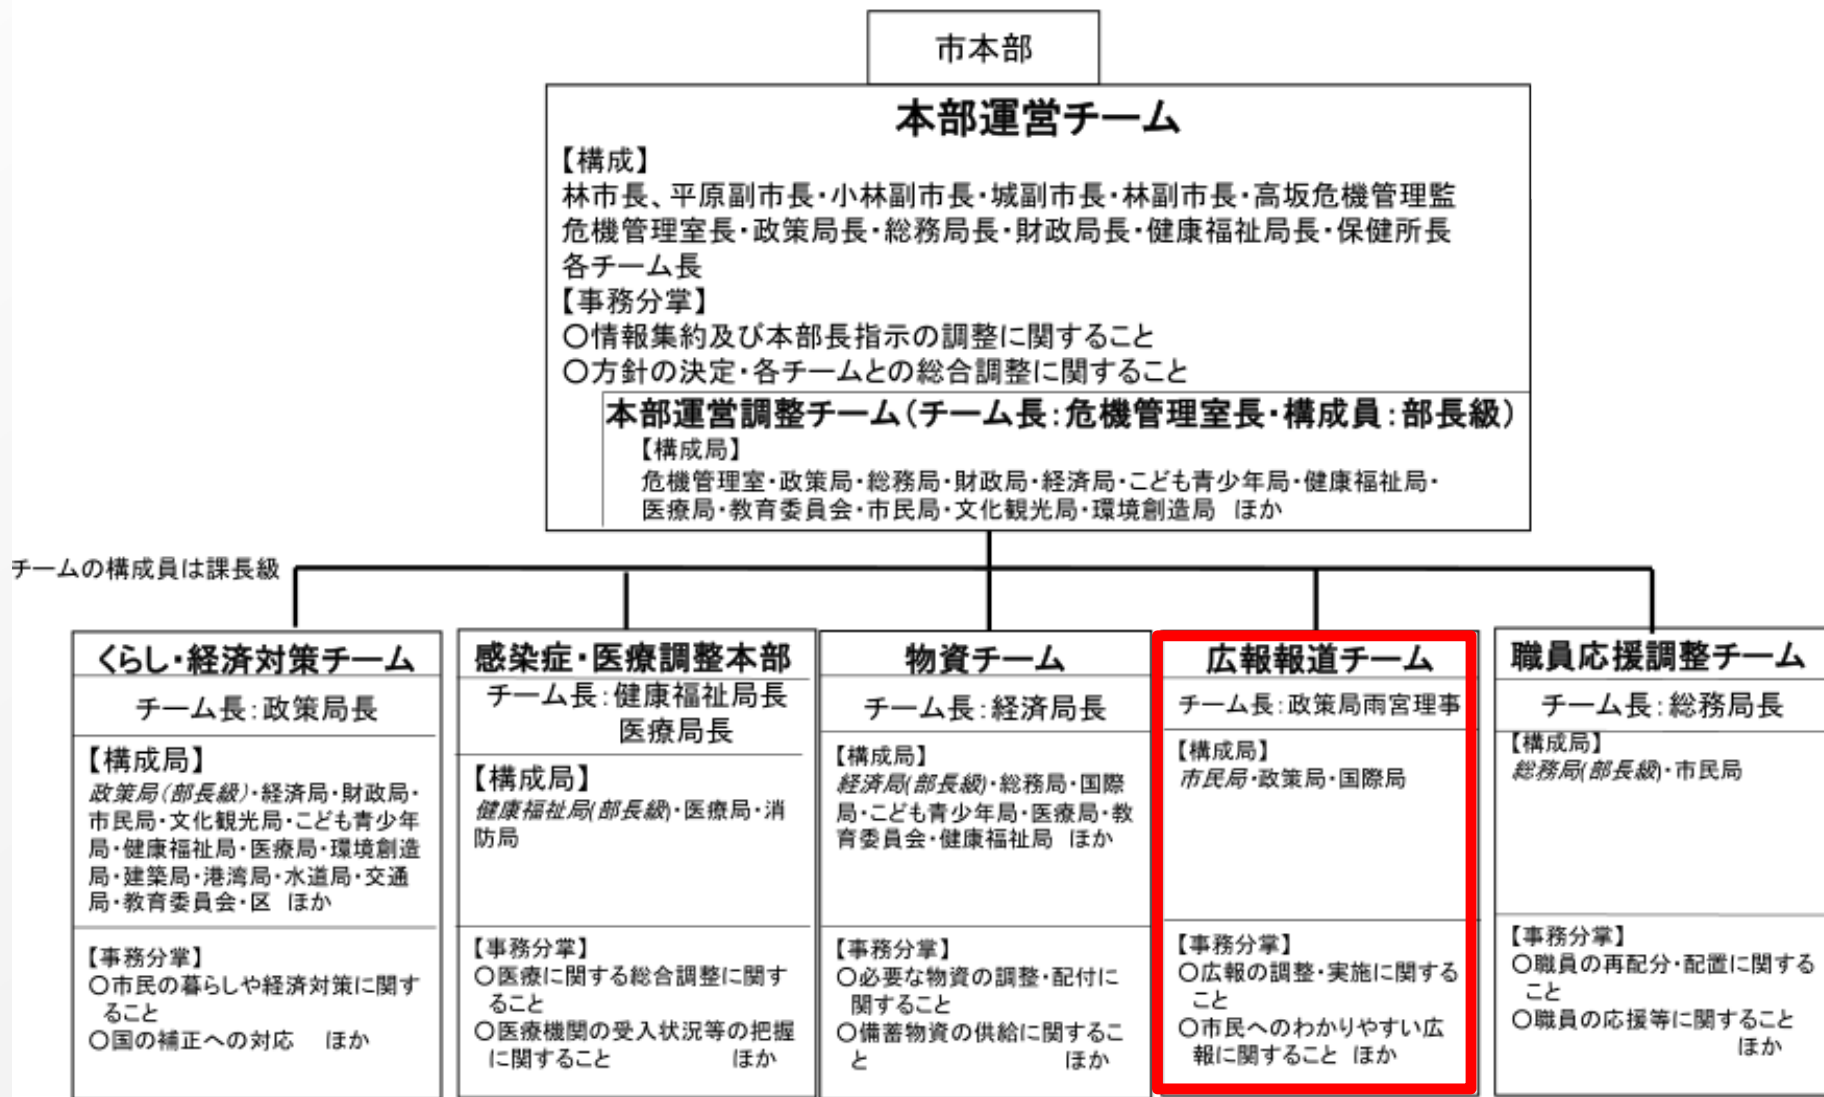 市本部
本部運営チーム
【構成】
林市長、平原副市長・小林副市長・城副市長・林副市長・高坂危機管理監
危機管理室長・政策局長・総務局長・財政局長・健康福祉局長・保健所長
各チーム長
【事務分掌】
〇情報集約及び本部長指示の調整に関すること
〇方針の決定・各チームとの総合調整に関すること
本部運営調整チーム(チーム長:危機管理室長・構成員:部長級)
【構成局】
危機管理室・政策局・総務局・財政局・経済局・こども青少年局・健康福祉局・
医療局・教育委員会・市民局・文化観光局・環境創造局 ほか
チームの構成員は課長級
くらし・経済対策チーム
チーム長:政策局長
【構成局】
政策局(部長級)・経済局・財政局・
市民局・文化観光局・こども青少年
局・健康福祉局・医療局・環境創造
局・建築局・港湾局・水道局・交通
局・教育委員会・区 ほか
【事務分掌】
〇市民の暮らしや経済対策に関す
ること
〇国の補正への対応 ほか
感染症・医療調整本部
チーム長:健康福祉局長
医療局長
【構成局】
健康福祉局(部長級)・医療局・消
防局
【事務分掌】
〇医療に関する総合調整に関す
ること
〇医療機関の受入状況等の把握
に関すること ほか
物資チーム
チーム長:経済局長
【構成局】
経済局(部長級)・総務局・国際
局・こども青少年局・医療局・教
育委員会・健康福祉局 ほか
【事務分掌】
〇必要な物資の調整・配付に
関すること
〇備蓄物資の供給に関するこ
と ほか
広報報道チーム
チーム長:政策局雨宮理事
【構成局】
市民局・政策局・国際局
【事務分掌】
〇広報の調整・実施に関する
こと
〇市民へのわかりやすい広
報に関すること ほか
職員応援調整チーム
チーム長:総務局長
【構成局】
総務局(部長級)・市民局
【事務分掌】
〇職員の再配分・配置に関する
こと
〇職員の応援等に関すること
ほか